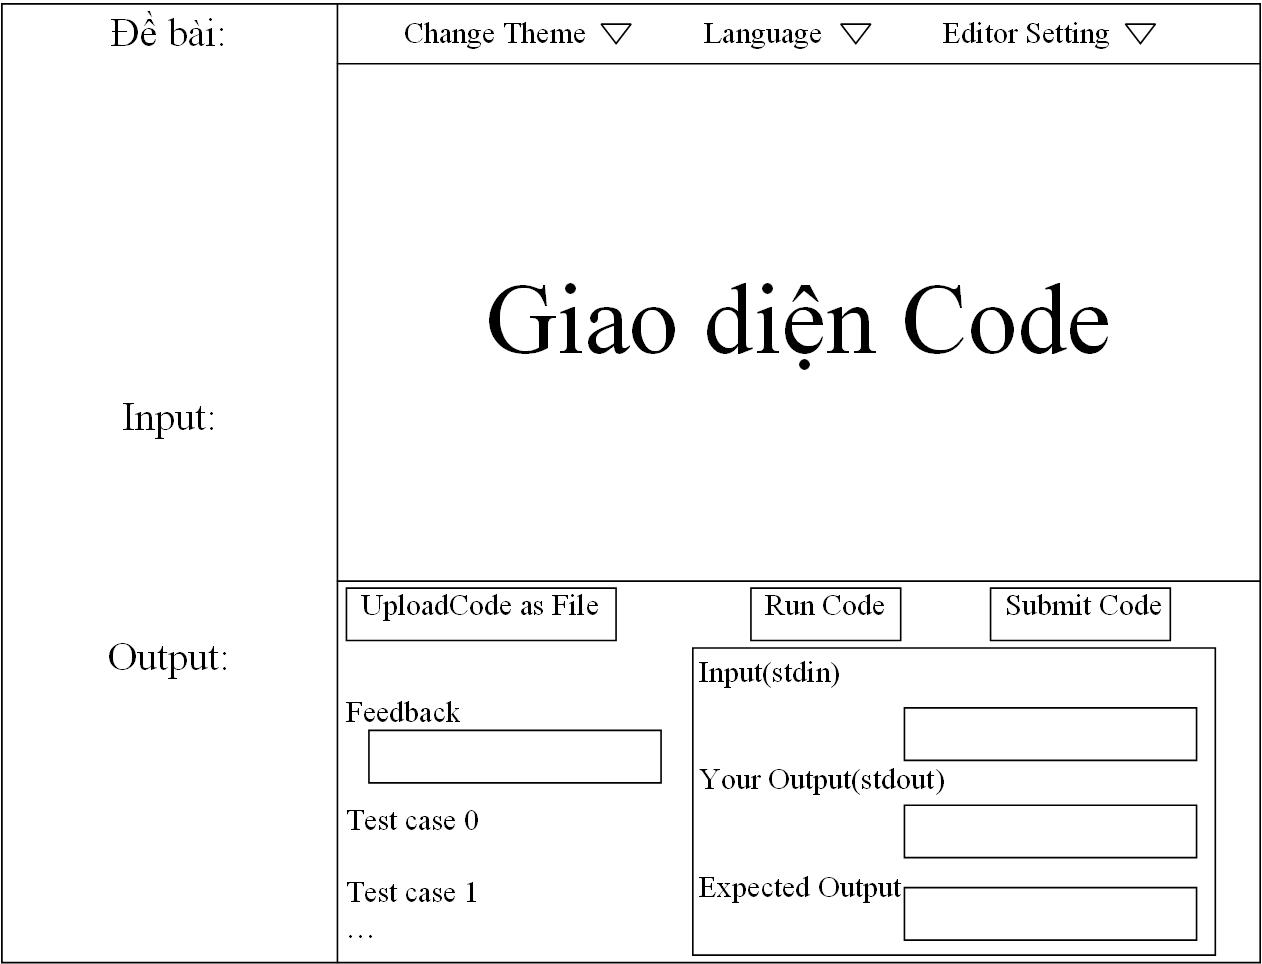 Đề bài:
Input:
Output:
Change Theme
Language
Editor Setting
Giao diện Code
UploadCode as File
Run Code
Submit Code
Feedback
Test case 0
Test case 1
…
Input(stdin)
Your Output(stdout)
Expected Output